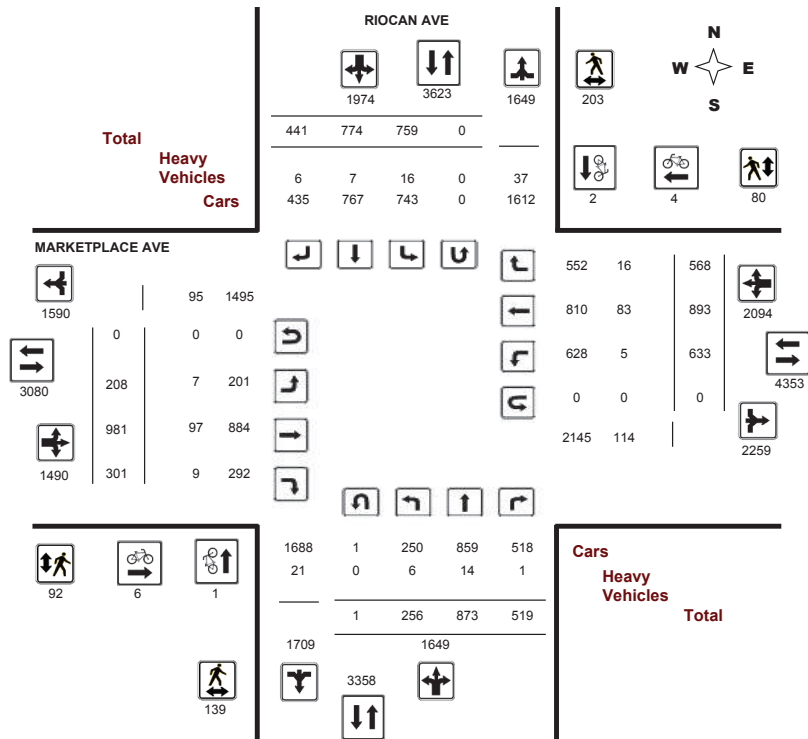 RIOCAN AVE
N
W E
S
1974 3623 1649 203
441 774 759 0
Total
Heavy
Vehicles 6 7 16 0 37
Cars 435 767 743 0 1612
2 4 80
MARKETPLACE AVE
552 16 568
1590 95 1495
810 83 893 2094
0 0 0
628 5 633
3080 208 7 201
4353
0 0 0
981 97 884
2145 114 2259
1490 301 9 292
1688 1 250 859 518
Cars
21 0 6 14 1
Heavy
Vehicles
92 6 1
1 256 873 519
Total
1709 1649
3358
139